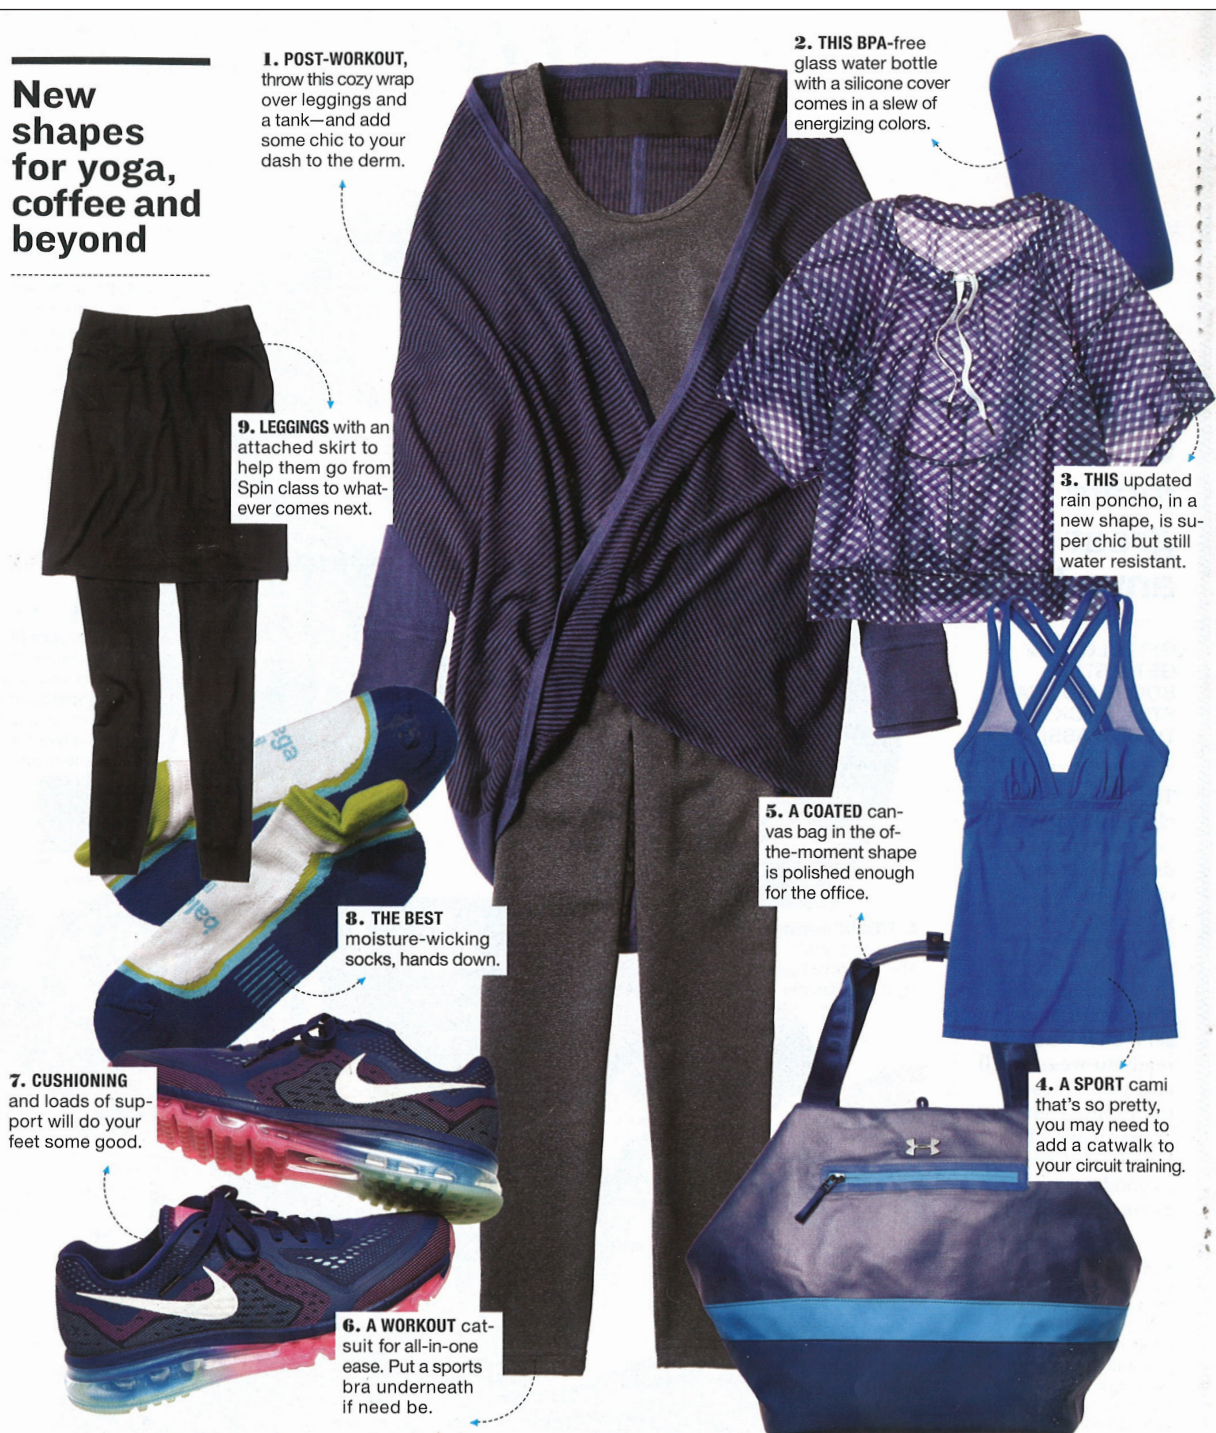 New
shapes
for yoga,
coffee and
beyond
1. POST-WORKOUT,
throw this cozy wrap
over leggings and
a tank—and add
some chic to your
dash to the derm.
2. THIS BPA-free
glass water bottle
with a silicone cover
comes in a slew of
energizing colors.
3. THIS updated
rain poncho, in a
new shape, is su-
per chic but still
water resistant.
4. A SPORT cami
that's so pretty,
you may need to
add a catwalk to
your circuit training.
5. A COATED can-
vas bag in the of-
the-moment shape
is polished enough
for the office.
6. A WORKOUT cat-
suit for all-in-one
ease. Put a sports
bra underneath
if need be.
7. CUSHIONING
and loads of sup-
port will do your
feet some good.
8. THE BEST
moisture-wicking
socks, hands down.
9. LEGGINGS with an
attached skirt to
help them go from
Spin class to what-
ever comes next.